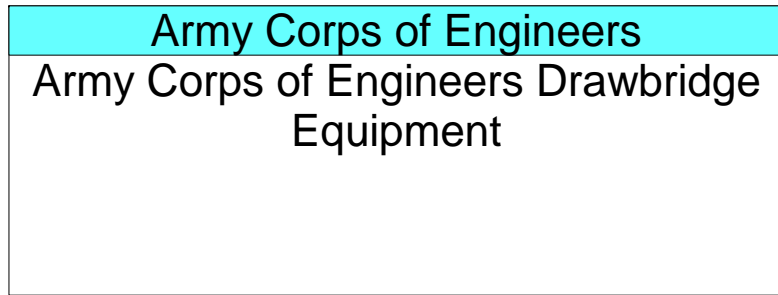 Army Corps of Engineers
Army Corps of Engineers Drawbridge
Equipment